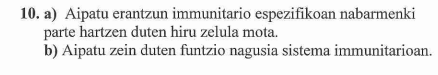 10. a) Aipatu erantzun immunitario espezifikoan nabarmenki
parte hartzen duten hiru zelula mota.
b) Aipatu zein duten funtzio nagusia sistema immunitarioan.